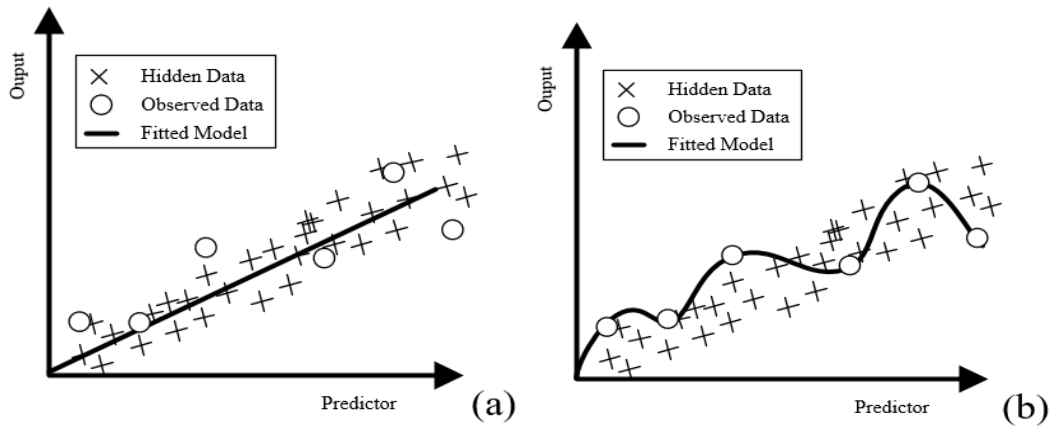 Ouput
Hidden Data
Observed Data
Fitted Model
Predictor
(a)
Ouput
Hidden Data
Observed Data
Fitted Model
Predictor
(b)